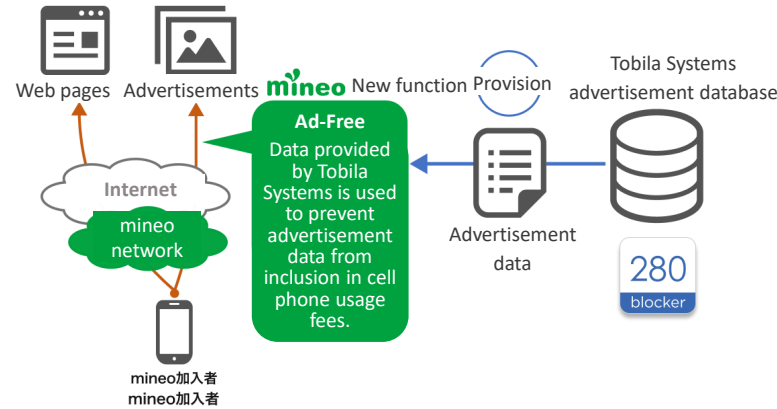 Web pages
Advertisements
mineo New function Provision
Tobila Systems
advertisement database
Ad-Free
Data provided
by Tobila
Systems is used
to prevent
advertisement
data from
inclusion in cell
phone usage
fees.
Internet
mineo
network
Advertisement
data
280
blocker
mineo加入者
mineo加入者